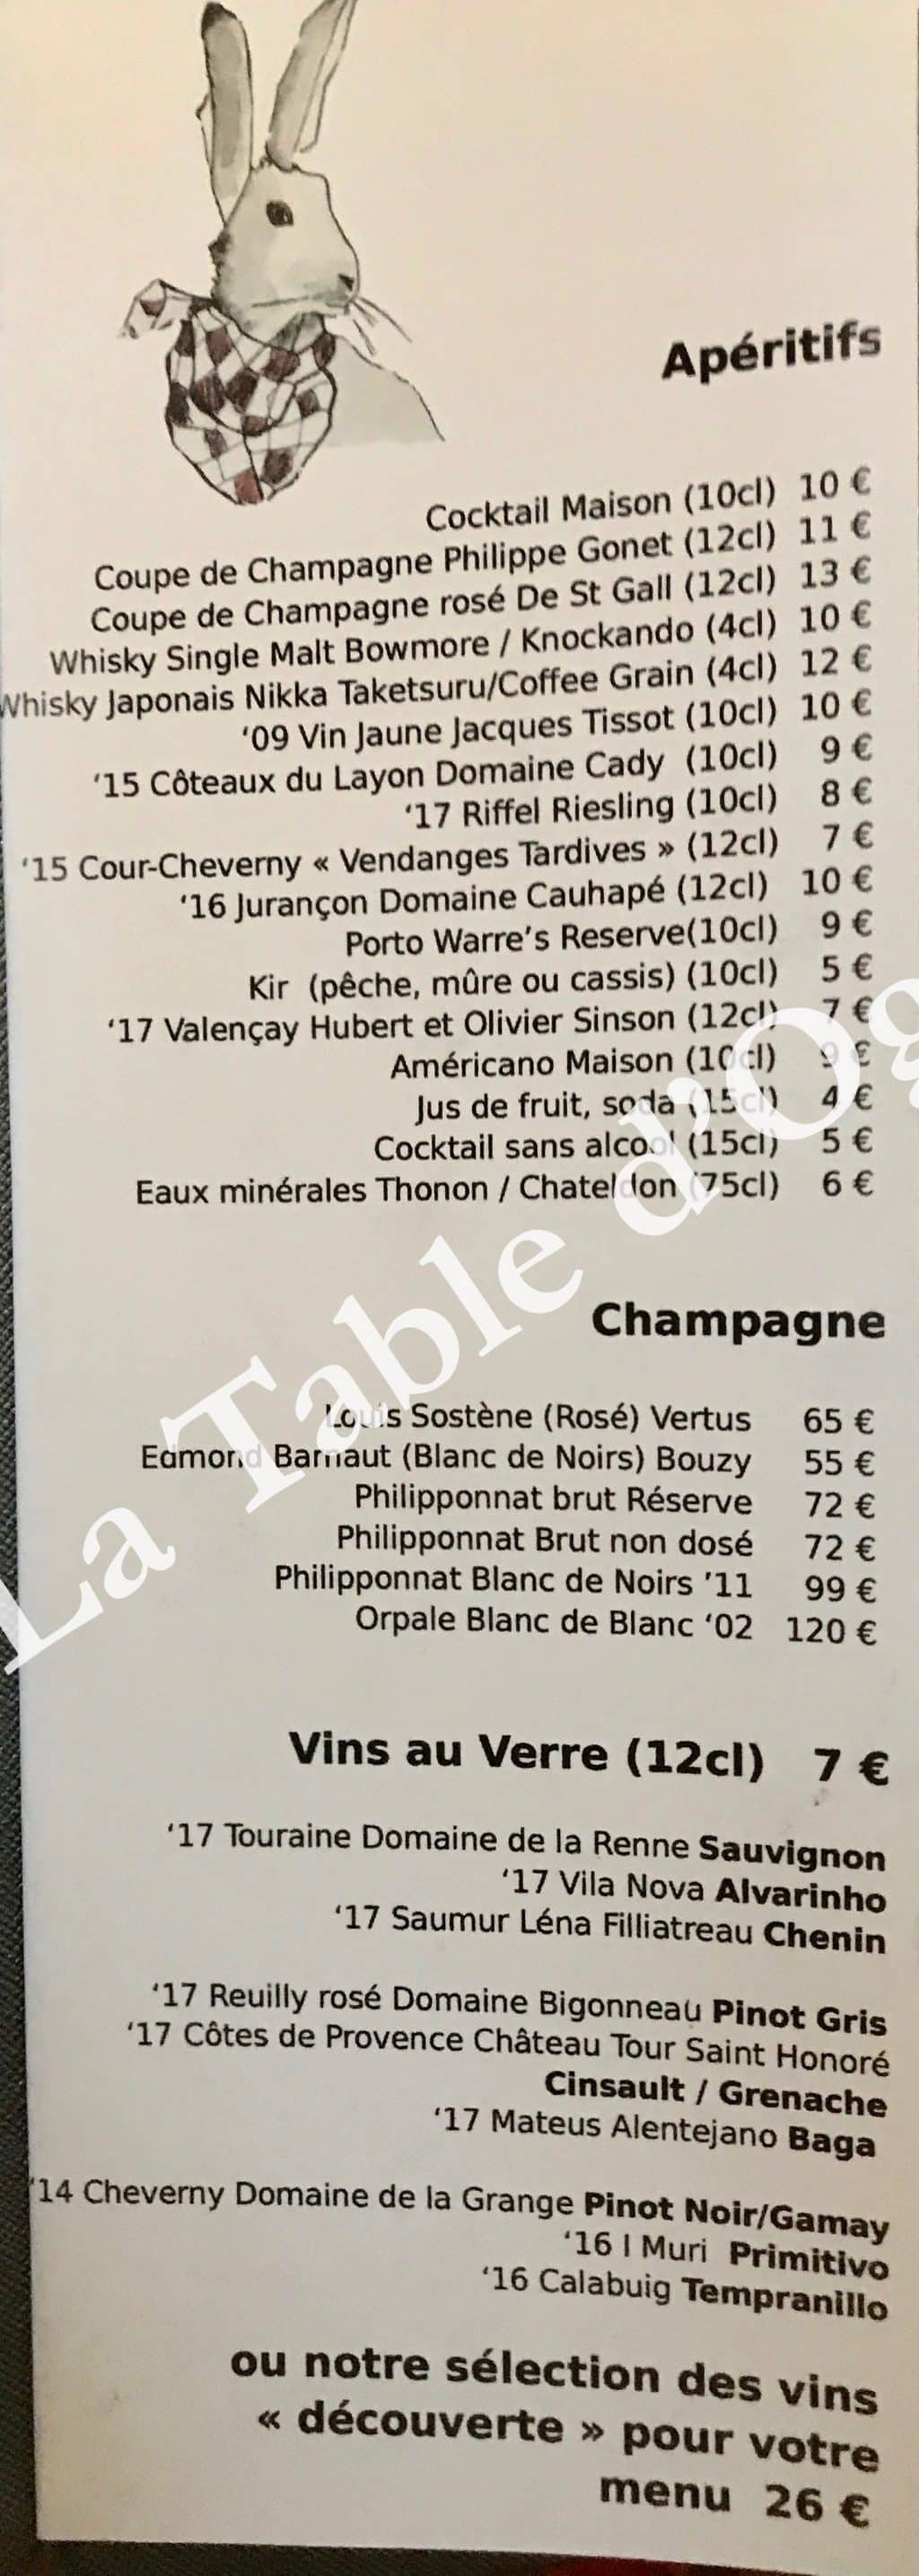 Apéritifs
Cocktail Maison (10cl) 10 €
Coupe de Champagne Philippe Gonet (12cl) 11 €
Coupe de Champagne rosé De St Gall (12cl) 13 €
Whisky Single Malt Bowmore / Knockando (4cl) 10 €
Whisky Japonais Nikka Taketsuru/Coffee Grain (4cl) 12 €
‘09 Vin Jaune Jacques Tissot (10cl) 10 €
‘15 Côteaux du Layon Domaine Cady (10cl) 9 €
‘17 Riffel Riesling (10cl) 8 €
‘15 Cour-Cheverny « Vendanges Tardives » (12cl) 7 €
‘16 Jurançon Domaine Cauhapé (12cl) 10 €
Porto Warre’s Reserve(10cl) 9 €
Kir (pêche, mûre ou cassis) (10cl) 5 €
‘17 Valençay Hubert et Olivier Sinson (12cl) 7 €
Américano Maison (10cl) 9 €
Jus de fruit, soda (15cl) 4 €
Cocktail sans alcool (15cl) 5 €
Eaux minérales Thonon / Chateldon (75cl) 6 €
La Table d'Og
Champagne
Louis Sostène (Rosé) Vertus 65 €
Edmond Barnaut (Blanc de Noirs) Bouzy 55 €
Philipponnat brut Réserve 72 €
Philipponnat Brut non dosé 72 €
Philipponnat Blanc de Noirs ’11 99 €
Orpale Blanc de Blanc ‘02 120 €
Vins au Verre (12cl) 7 €
‘17 Touraine Domaine de la Renne Sauvignon
‘17 Vila Nova Alvarinho
‘17 Saumur Léna Filliatreau Chenin
‘17 Reuilly rosé Domaine Bigonneau Pinot Gris
‘17 Côtes de Provence Château Tour Saint Honoré
Cinsault / Grenache
‘17 Mateus Alentejano Baga
‘14 Cheverny Domaine de la Grange Pinot Noir/Gamay
‘16 I Muri Primitivo
‘16 Calabuig Tempranillo
ou notre sélection des vins
« découverte » pour votre
menu 26 €